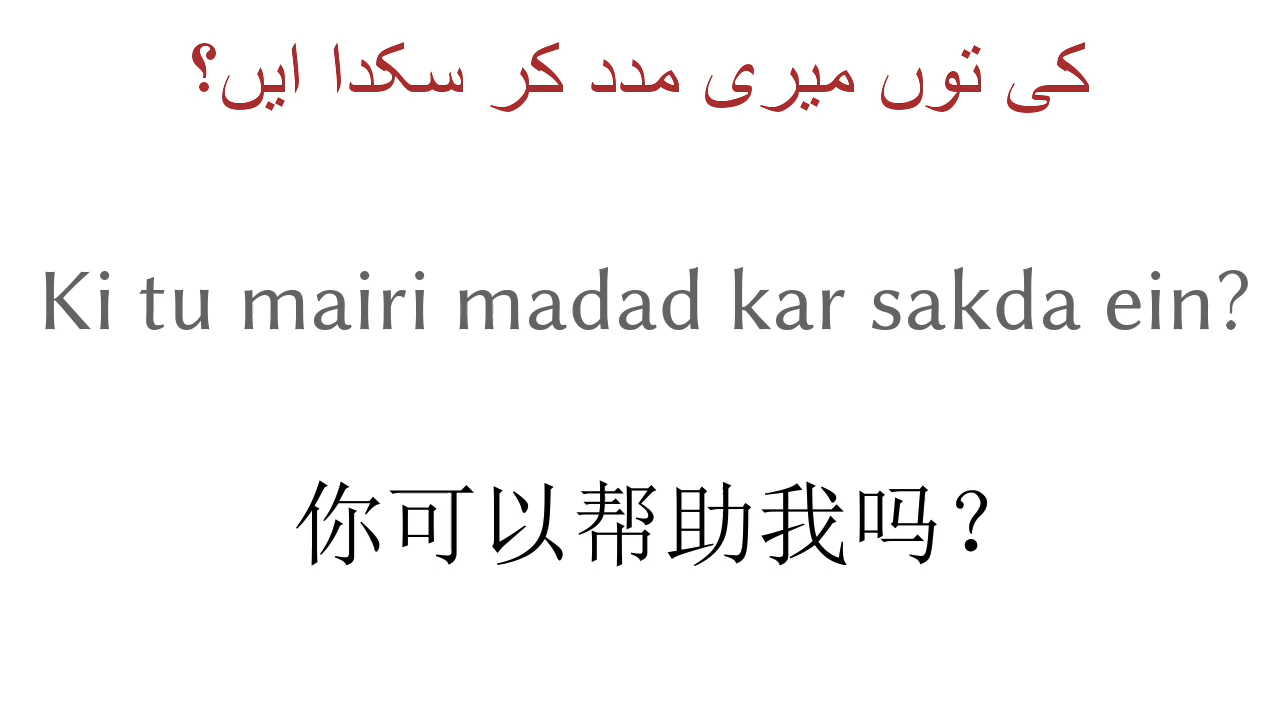 کی توں میری مدد کر سکدا ایں؟
Ki tu mairi madad kar sakda ein?
你可以帮助我吗？